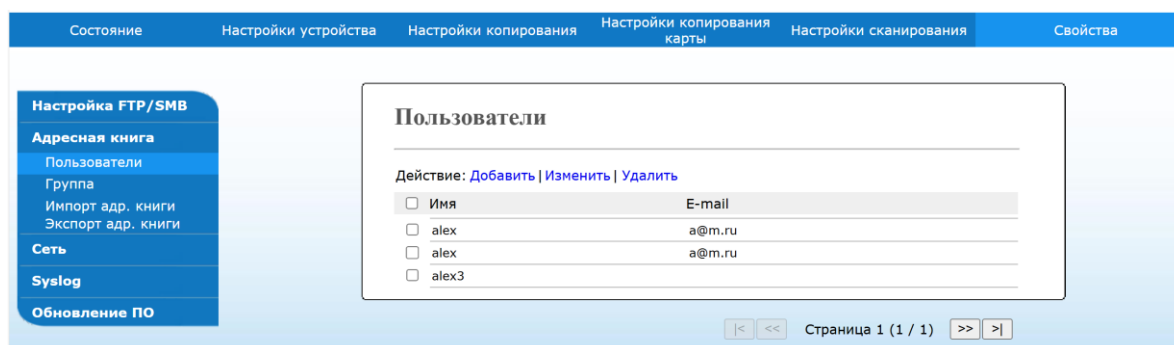 Состояние
Настройки устройства
Настройки копирования
Настройки копирования
карты
Настройки сканирования
Свойства
Настройка FTP/SMB
Адресная книга
Пользователи
Группа
Импорт адр. книги
Экспорт адр. книги
Сеть
Syslog
Обновление ПО
Пользователи
Действие: Добавить | Изменить | Удалить
Имя E-mail
alex a@m.ru
alex a@m.ru
alex3
|< << Страница 1 (1 / 1) >> >|